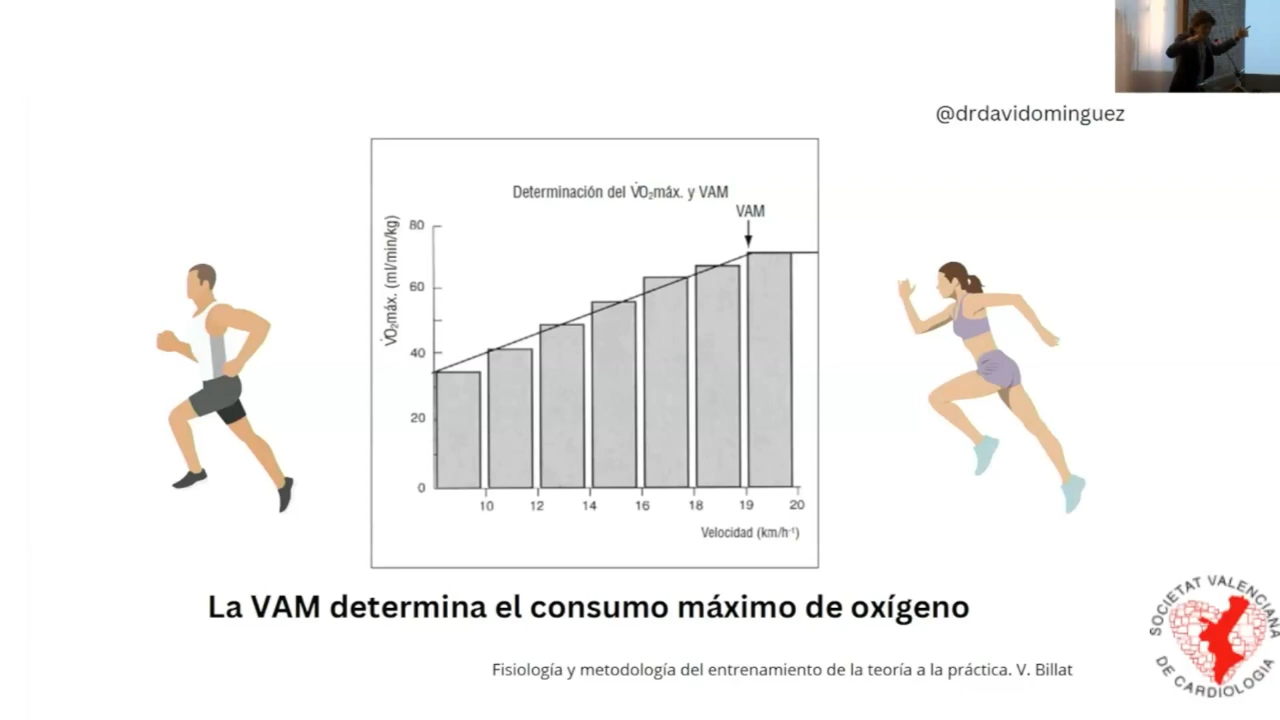 @drdavidominguez
Determinación del V̇O₂máx. y VAM
VAM
V̇O₂máx. (ml/min/kg)
80
60
40
20
0
10 12 14 16 18 19 20
Velocidad (km/h⁻¹)
La VAM determina el consumo máximo de oxígeno
Fisiología y metodología del entrenamiento de la teoría a la práctica. V. Billat
SOCIETAT VALENCIANA
DE CARDIOLOGIA